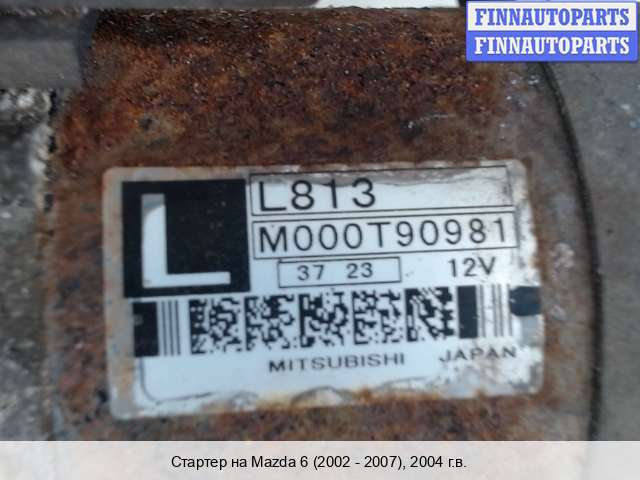 FINNAUTOPARTS
FINNAUTOPARTS
L
L813
M000T90981
37 23 12V
MITSUBISHI JAPAN
Стартер на Mazda 6 (2002 - 2007), 2004 г.в.